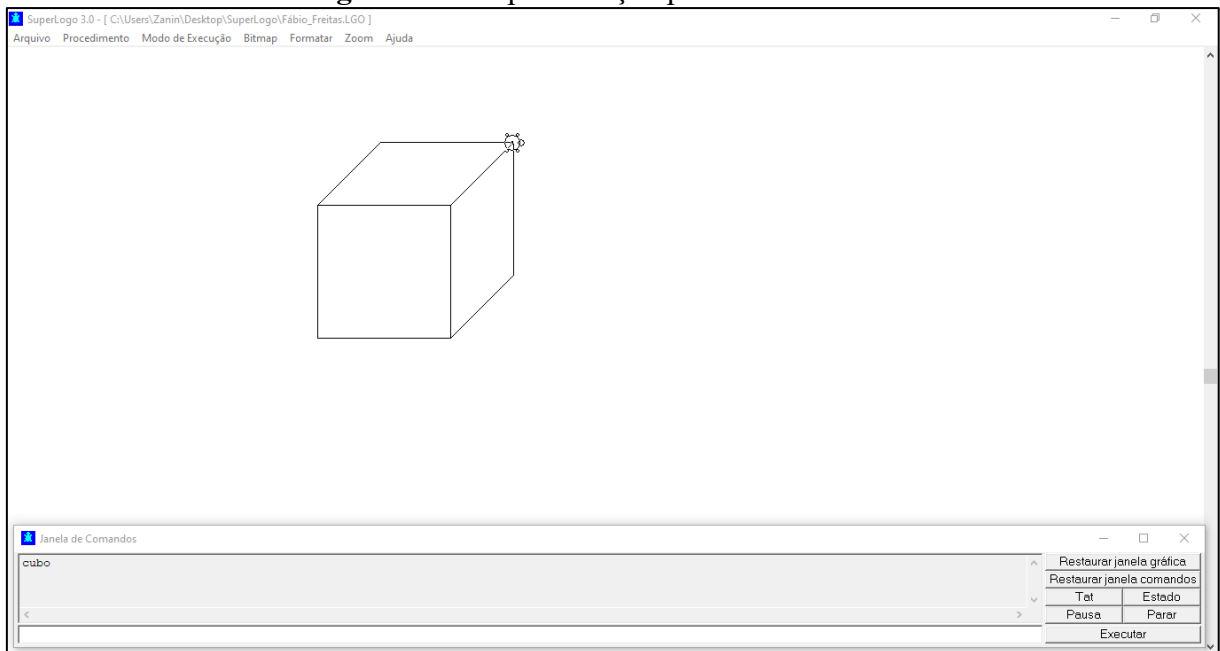 SuperLogo 3.0 - [ C:\Users\Zanin\Desktop\SuperLogo\Fábio_Freitas.LGO ]
Arquivo Procedimento Modo de Execução Bitmap Formatar Zoom Ajuda
Janela de Comandos
cubo
Restaurar janela gráfica
Restaurar janela comandos
Tat Estado
Pausa Parar
Executar